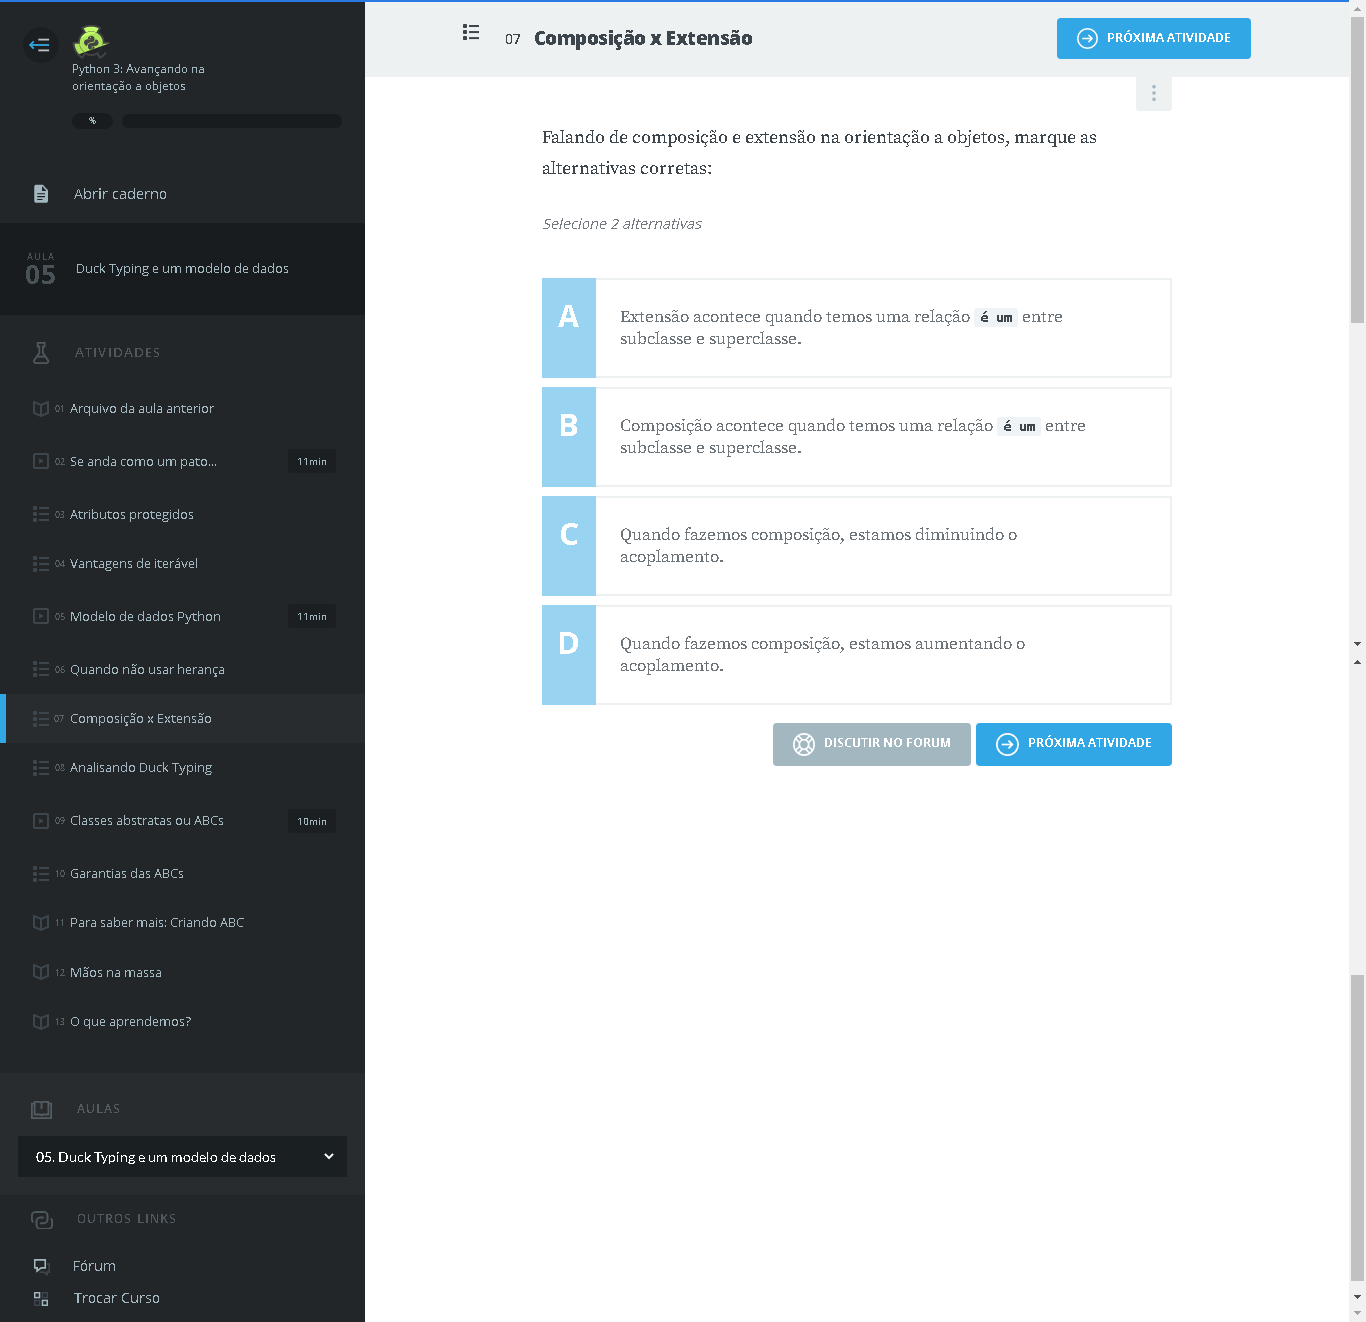 Python 3: Avançando na
orientação a objetos
%
Abrir caderno
AULA
05
Duck Typing e um modelo de dados
ATIVIDADES
01 Arquivo da aula anterior
02 Se anda como um pato... 11min
03 Atributos protegidos
04 Vantagens de iterável
05 Modelo de dados Python 11min
06 Quando não usar herança
07 Composição x Extensão
08 Analisando Duck Typing
09 Classes abstratas ou ABCs 10min
10 Garantias das ABCs
11 Para saber mais: Criando ABC
12 Mãos na massa
13 O que aprendemos?
AULAS
05. Duck Typing e um modelo de dados
OUTROS LINKS
Fórum
Trocar Curso
07 Composição x Extensão
PRÓXIMA ATIVIDADE
Falando de composição e extensão na orientação a objetos, marque as
alternativas corretas:
Selecione 2 alternativas
A
Extensão acontece quando temos uma relação é um entre
subclasse e superclasse.
B
Composição acontece quando temos uma relação é um entre
subclasse e superclasse.
C
Quando fazemos composição, estamos diminuindo o
acoplamento.
D
Quando fazemos composição, estamos aumentando o
acoplamento.
DISCUTIR NO FORUM
PRÓXIMA ATIVIDADE